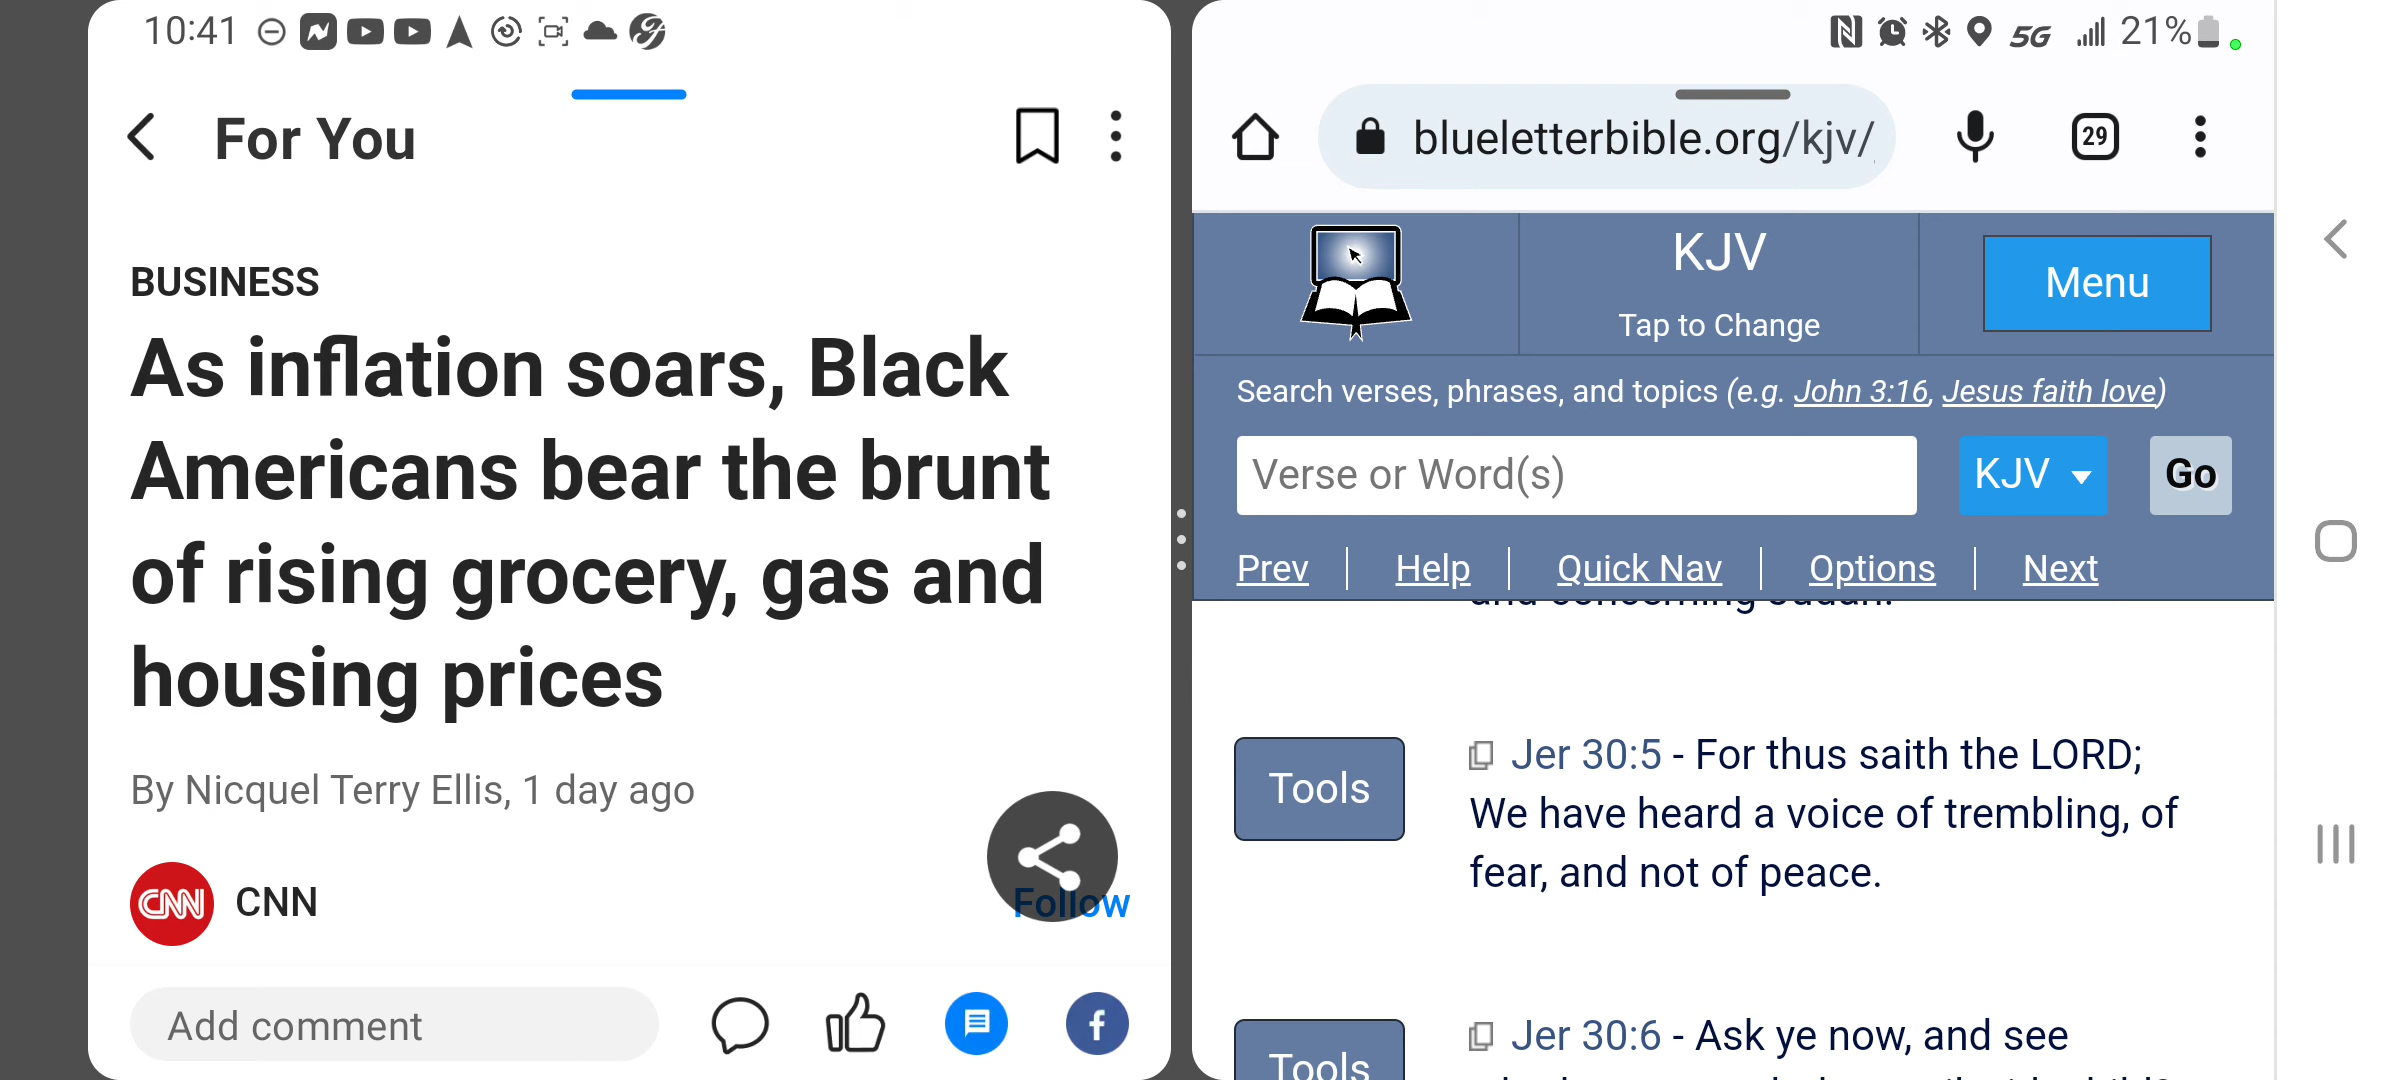 10:41
For You
BUSINESS
As inflation soars, Black
Americans bear the brunt
of rising grocery, gas and
housing prices
By Nicquel Terry Ellis, 1 day ago
CNN
CNN
Follow
Add comment
5G 21%
blueletterbible.org/kjv/
29
KJV
Tap to Change
Menu
Search verses, phrases, and topics (e.g. John 3:16, Jesus faith love)
Verse or Word(s)
KJV
Go
Prev | Help | Quick Nav | Options | Next
and concerning Judah.
Tools
Jer 30:5 - For thus saith the LORD;
We have heard a voice of trembling, of
fear, and not of peace.
Tools
Jer 30:6 - Ask ye now, and see